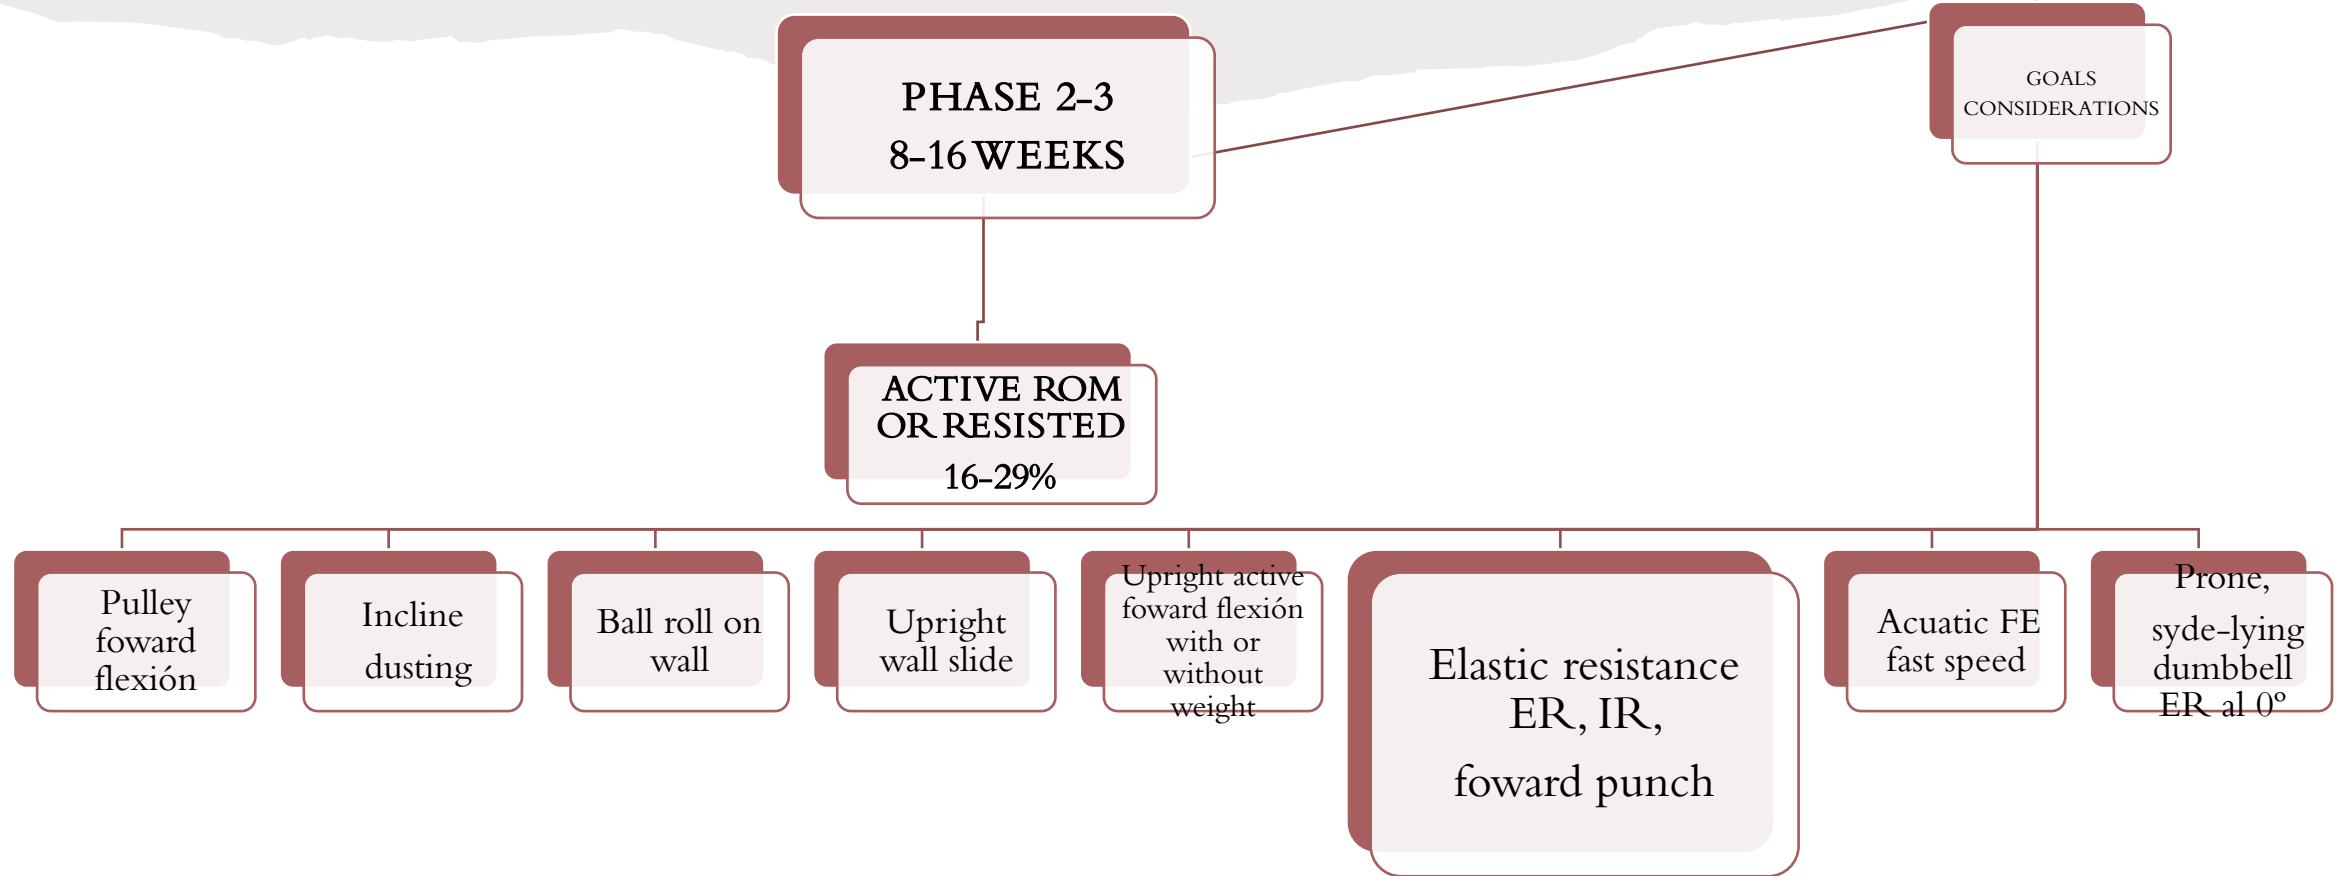 PHASE 2-3
8-16 WEEKS
GOALS
CONSIDERATIONS
ACTIVE ROM
OR RESISTED
16-29%
Pulley
foward
flexión
Incline
dusting
Ball roll on
wall
Upright
wall slide
Upright active
foward flexión
with or
without
weight
Elastic resistance
ER, IR,
foward punch
Acuatic FE
fast speed
Prone,
syde-lying
dumbbell
ER al 0º